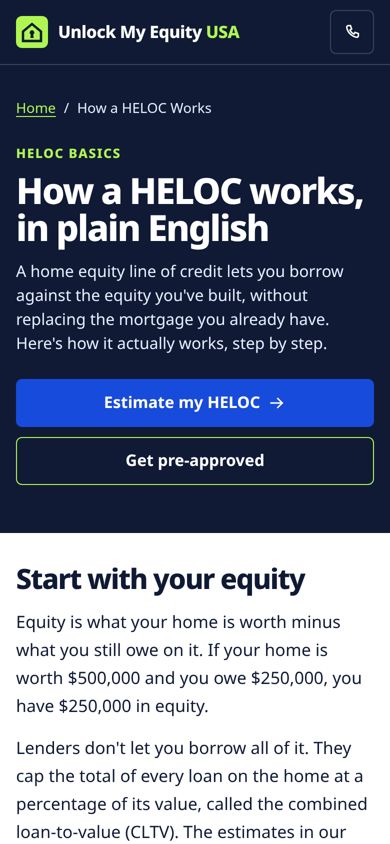 Unlock My Equity USA
Home / How a HELOC Works
HELOC BASICS
How a HELOC works,
in plain English
A home equity line of credit lets you borrow
against the equity you've built, without
replacing the mortgage you already have.
Here's how it actually works, step by step.
Estimate my HELOC →
Get pre-approved
Start with your equity
Equity is what your home is worth minus
what you still owe on it. If your home is
worth $500,000 and you owe $250,000, you
have $250,000 in equity.
Lenders don't let you borrow all of it. They
cap the total of every loan on the home at a
percentage of its value, called the combined
loan-to-value (CLTV). The estimates in our